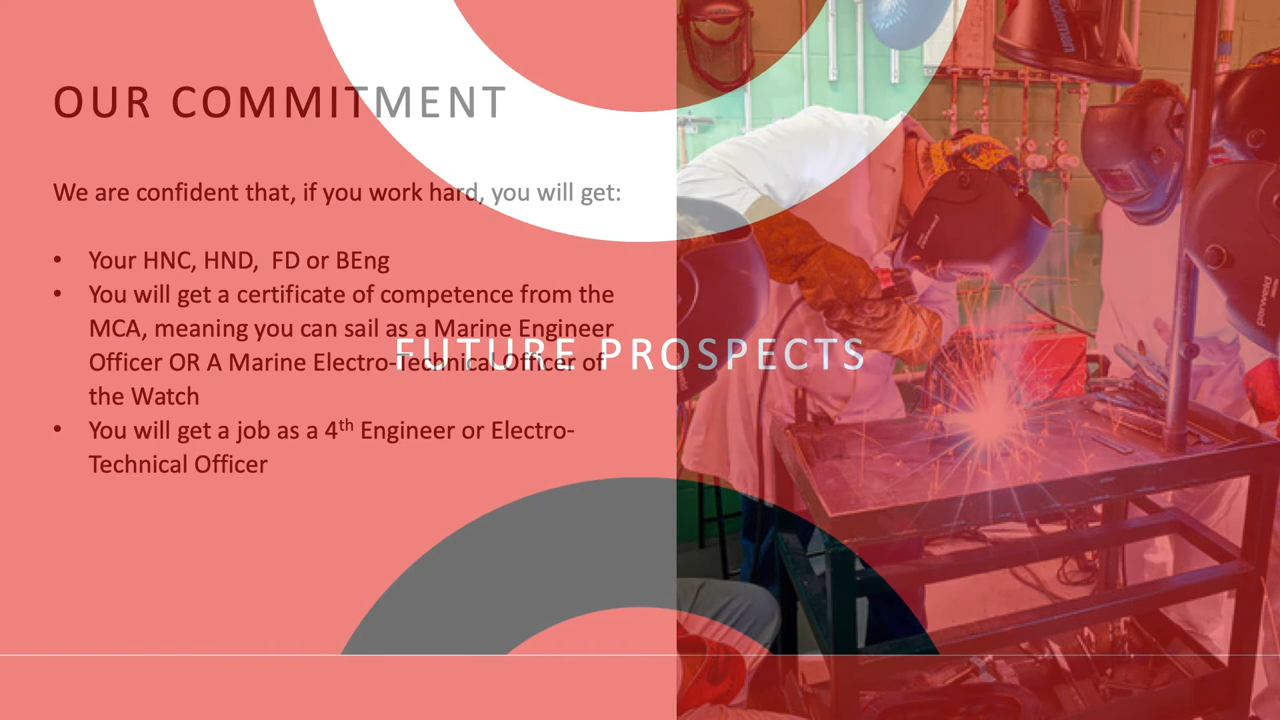 OUR COMMITMENT
We are confident that, if you work hard, you will get:
• Your HNC, HND, FD or BEng
• You will get a certificate of competence from the
MCA, meaning you can sail as a Marine Engineer
Officer OR A Marine Electro-Technical Officer of
the Watch
FUTURE PROSPECTS
• You will get a job as a 4th Engineer or Electro-
Technical Officer
parweld